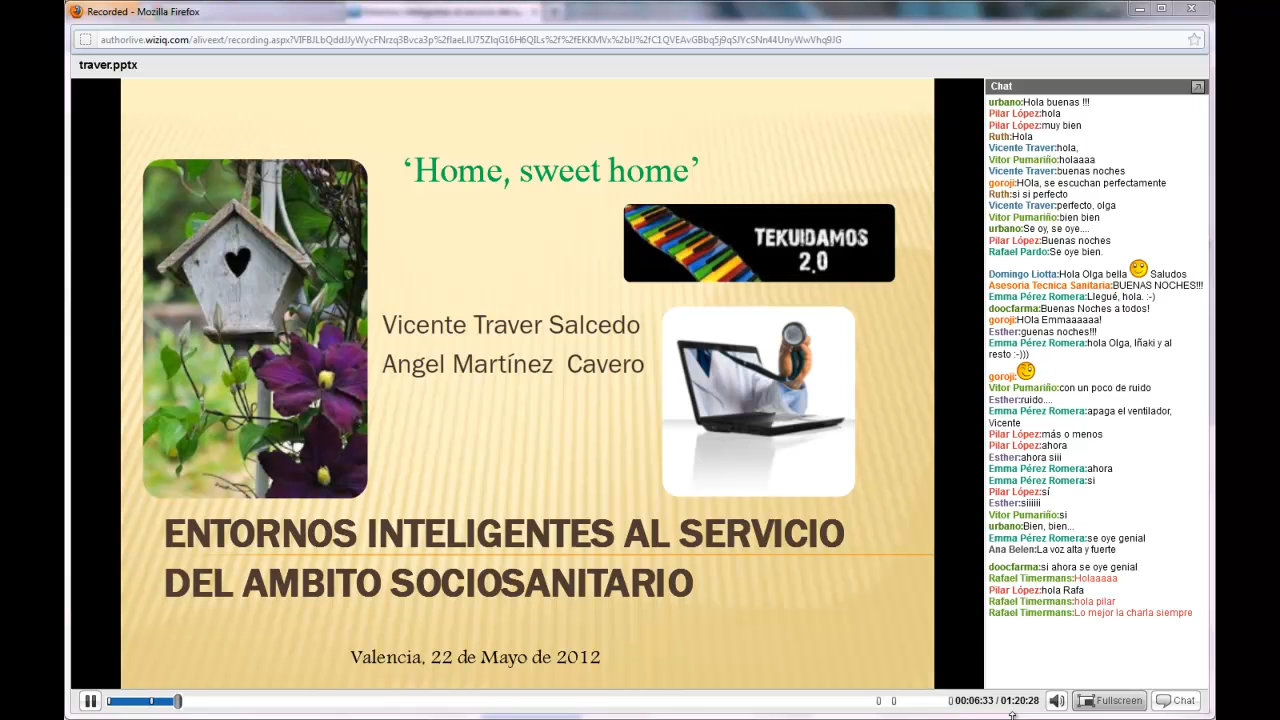 Recorded - Mozilla Firefox
traver.pptx
‘Home, sweet home’
TEKUIDAMOS
2.0
Vicente Traver Salcedo
Angel Martínez Cavero
ENTORNOS INTELIGENTES AL SERVICIO
DEL AMBITO SOCIOSANITARIO
Valencia, 22 de Mayo de 2012
Chat
urbano:Hola buenas !!!
Pilar López:hola
Pilar López:muy bien
Ruth:Hola
Vicente Traver:hola,
Vitor Pumariño:holaaaa
Vicente Traver:buenas noches
goroji:HOla, se escuchan perfectamente
Ruth:si si perfecto
Vicente Traver:perfecto, olga
Vitor Pumariño:bien bien
urbano:Se oy, se oye....
Pilar López:Buenas noches
Rafael Pardo:Se oye bien.
Domingo Liotta:Hola Olga bella Saludos
Asesoria Tecnica Sanitaria:BUENAS NOCHES!!!
Emma Pérez Romera:Llegué, hola. :-)
doocfarma:Buenas Noches a todos!
goroji:HOla Emmaaaaaa!
Esther:guenas noches!!!
Emma Pérez Romera:hola Olga, Iñaki y al
resto :-)))
goroji:
Vitor Pumariño:con un poco de ruido
Esther:ruido....
Emma Pérez Romera:apaga el ventilador,
Vicente
Pilar López:más o menos
Pilar López:ahora
Esther:ahora siii
Emma Pérez Romera:ahora
Emma Pérez Romera:si
Pilar López:sí
Esther:siiiiii
Vitor Pumariño:si
urbano:Bien, bien...
Emma Pérez Romera:se oye genial
Ana Belen:La voz alta y fuerte
doocfarma:si ahora se oye genial
Rafael Timermans:Holaaaaa
Pilar López:hola Rafa
Rafael Timermans:hola pilar
Rafael Timermans:Lo mejor la charla siempre
00:06:33 / 01:20:28
Fullscreen
Chat